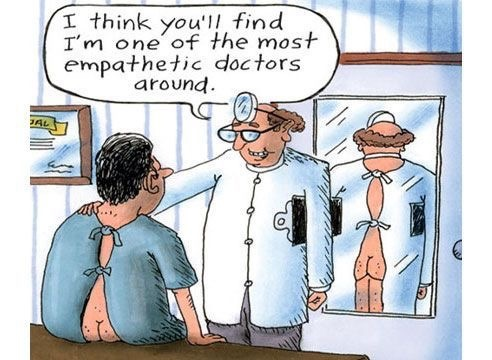 I think you'll find
I'm one of the most
empathetic doctors
around.